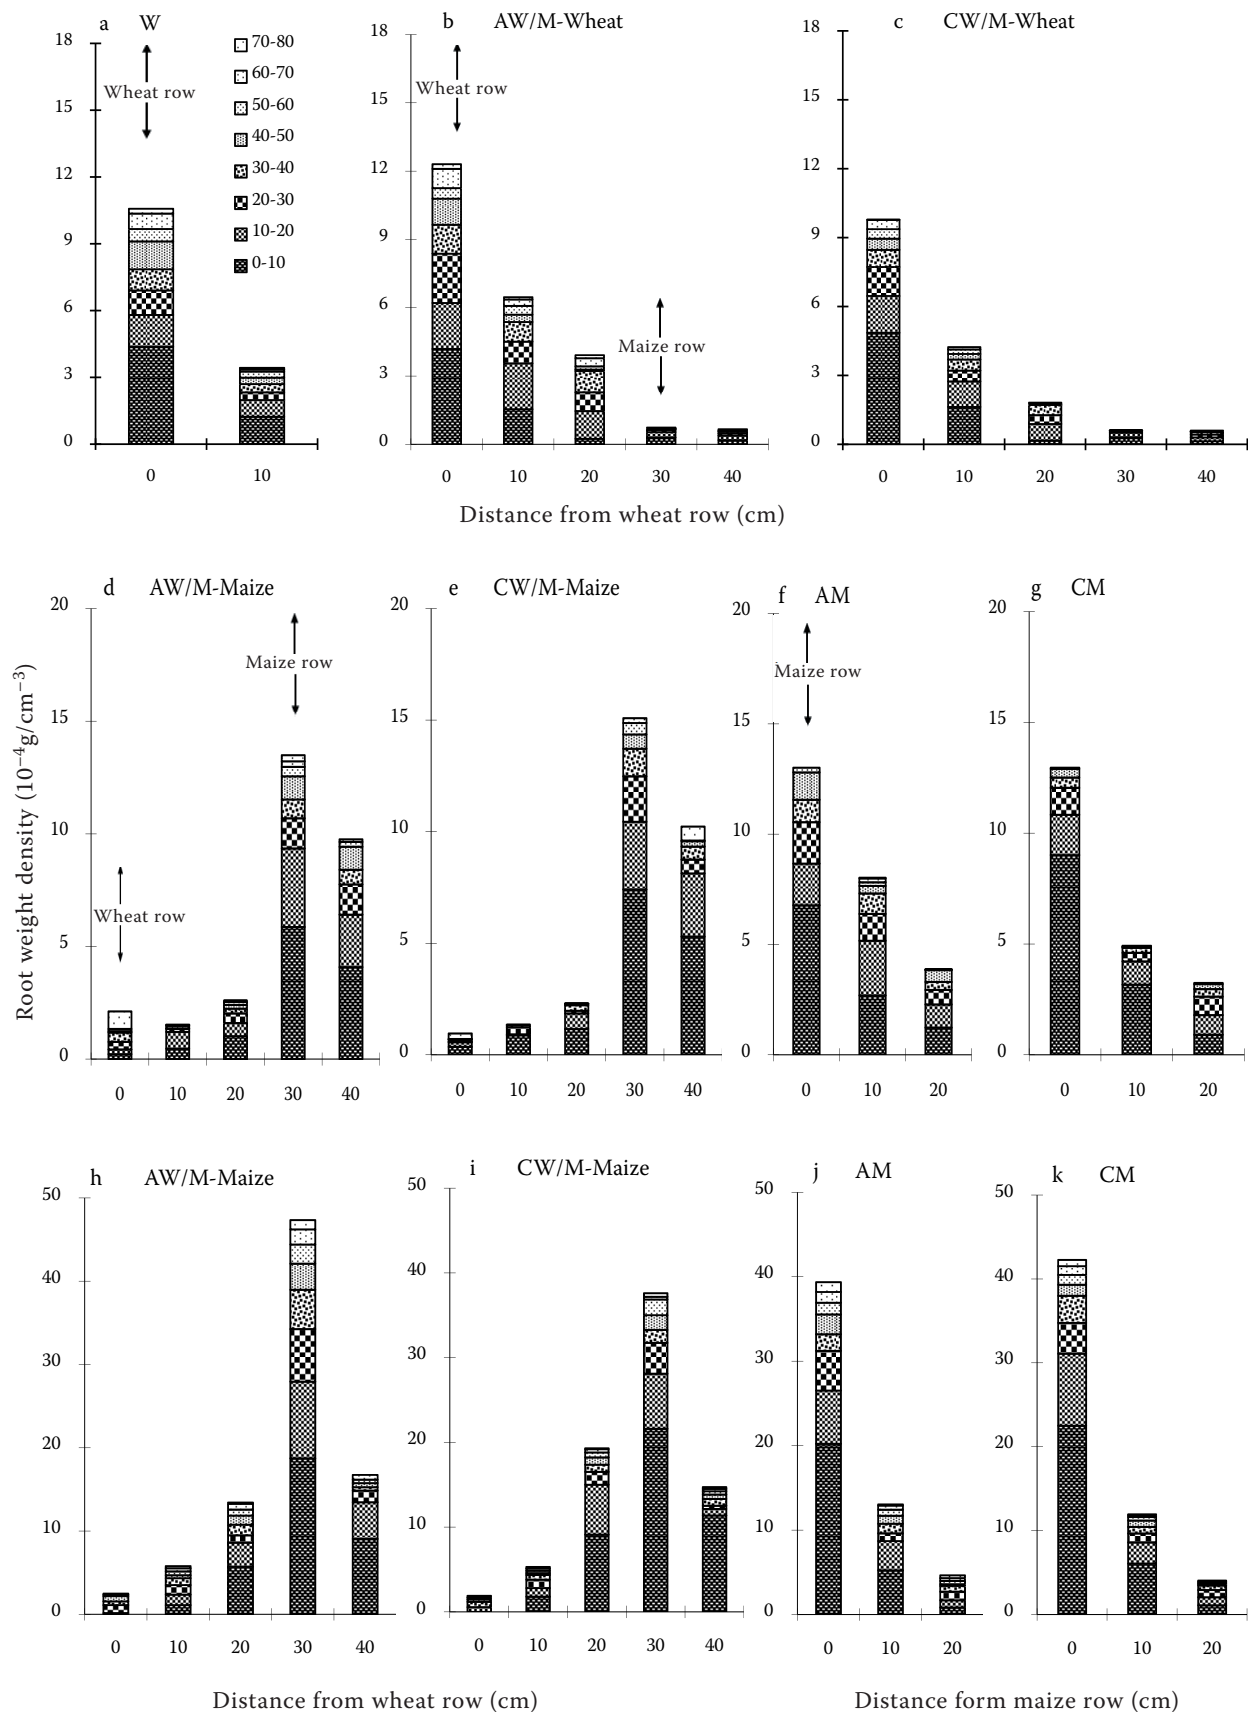 a W
18
15
12
9
6
3
0
Wheat row
70-80
60-70
50-60
40-50
30-40
20-30
10-20
0-10
0 10
b AW/M-Wheat
18
15
12
9
6
3
0
Wheat row
Maize row
0 10 20 30 40
c CW/M-Wheat
18
15
12
9
6
3
0
0 10 20 30 40
Distance from wheat row (cm)
Root weight density (10⁻⁴g/cm⁻³)
d AW/M-Maize
20
15
10
5
0
Maize row
Wheat row
0 10 20 30 40
e CW/M-Maize
20
15
10
5
0
0 10 20 30 40
f AM
20
15
10
5
0
Maize row
0 10 20
g CM
20
15
10
5
0
0 10 20
h AW/M-Maize
50
40
30
20
10
0
0 10 20 30 40
i CW/M-Maize
50
40
30
20
10
0
0 10 20 30 40
j AM
50
40
30
20
10
0
0 10 20
k CM
50
40
30
20
10
0
0 10 20
Distance from wheat row (cm)
Distance form maize row (cm)